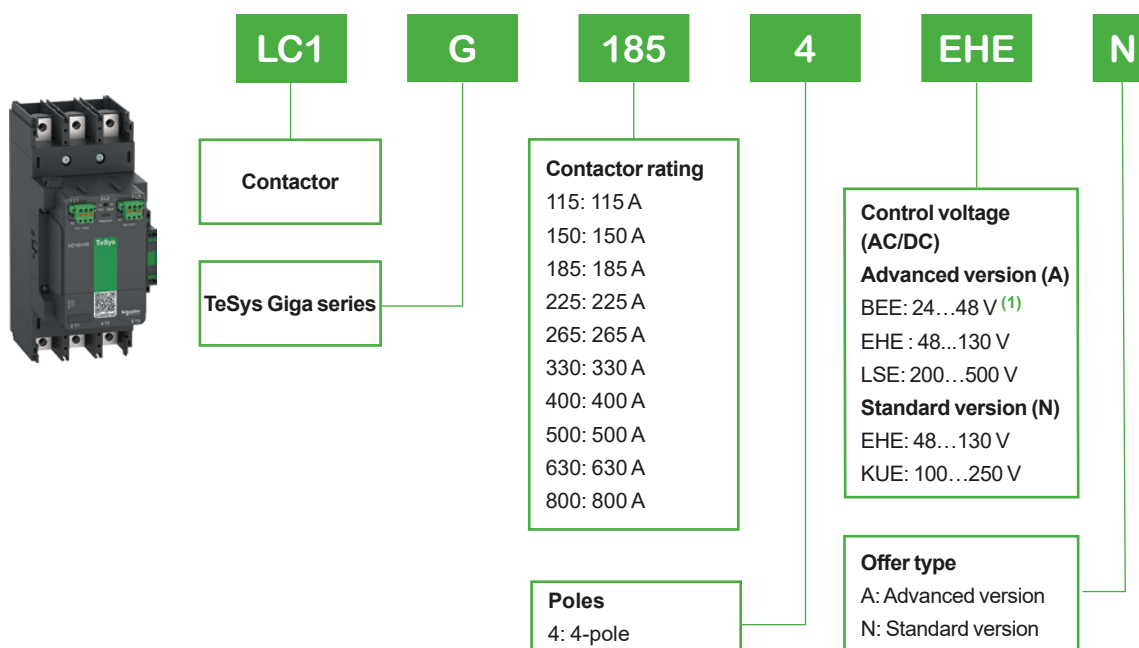 LC1 G 185 4 EHE N
Contactor
TeSys Giga series
Contactor rating
115: 115 A
150: 150 A
185: 185 A
225: 225 A
265: 265 A
330: 330 A
400: 400 A
500: 500 A
630: 630 A
800: 800 A
Poles
4: 4-pole
Control voltage
(AC/DC)
Advanced version (A)
BEE: 24…48 V (1)
EHE : 48...130 V
LSE: 200…500 V
Standard version (N)
EHE: 48…130 V
KUE: 100…250 V
Offer type
A: Advanced version
N: Standard version
TeSys